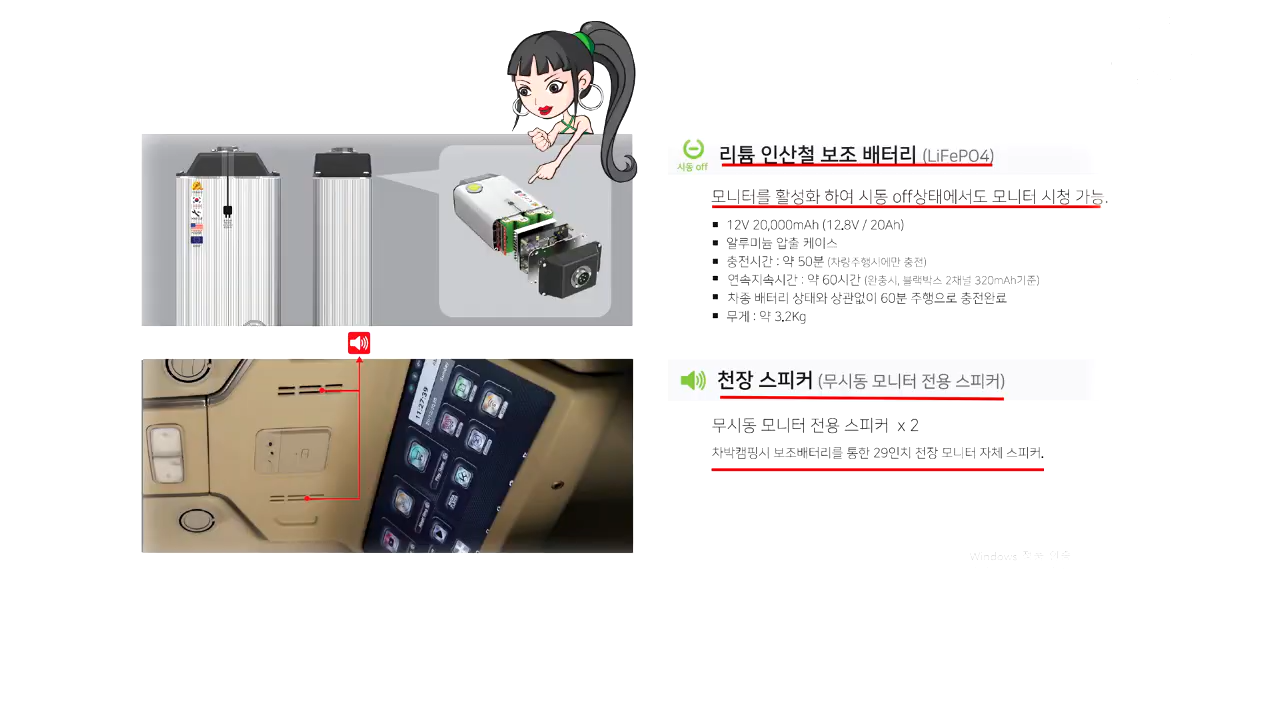 시동 off
리튬 인산철 보조 배터리 (LiFePO4)
모니터를 활성화 하여 시동 off상태에서도 모니터 시청 가능.
■ 12V 20,000mAh (12.8V / 20Ah)
■ 알루미늄 압출 케이스
■ 충전시간 : 약 50분 (차량주행시에만 충전)
■ 연속지속시간 : 약 60시간 (완충시, 블랙박스 2채널 320mAh기준)
■ 차종 배터리 상태와 상관없이 60분 주행으로 충전완료
■ 무게 : 약 3.2Kg
11:27:39
천장 스피커 (무시동 모니터 전용 스피커)
무시동 모니터 전용 스피커 x 2
차박캠핑시 보조배터리를 통한 29인치 천장 모니터 자체 스피커.
Windows 정품 인증